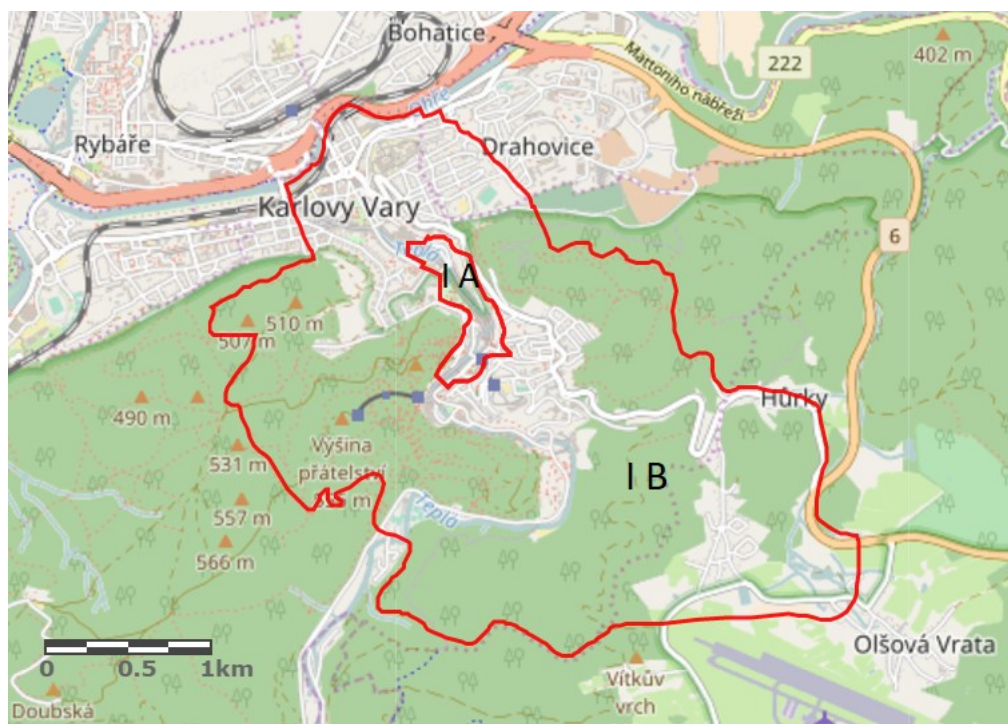 Bohatice
402 m
222
Mattoniho nábřeží
Ohře
Rybáře
Drahovice
Karlovy Vary
6
Teplá
I A
510 m
507 m
490 m
Hůrky
Výšina
přátelství
531 m
I B
557 m
Teplá
566 m
0 0.5 1km
Olšová Vrata
Vítkův
vrch
Doubská